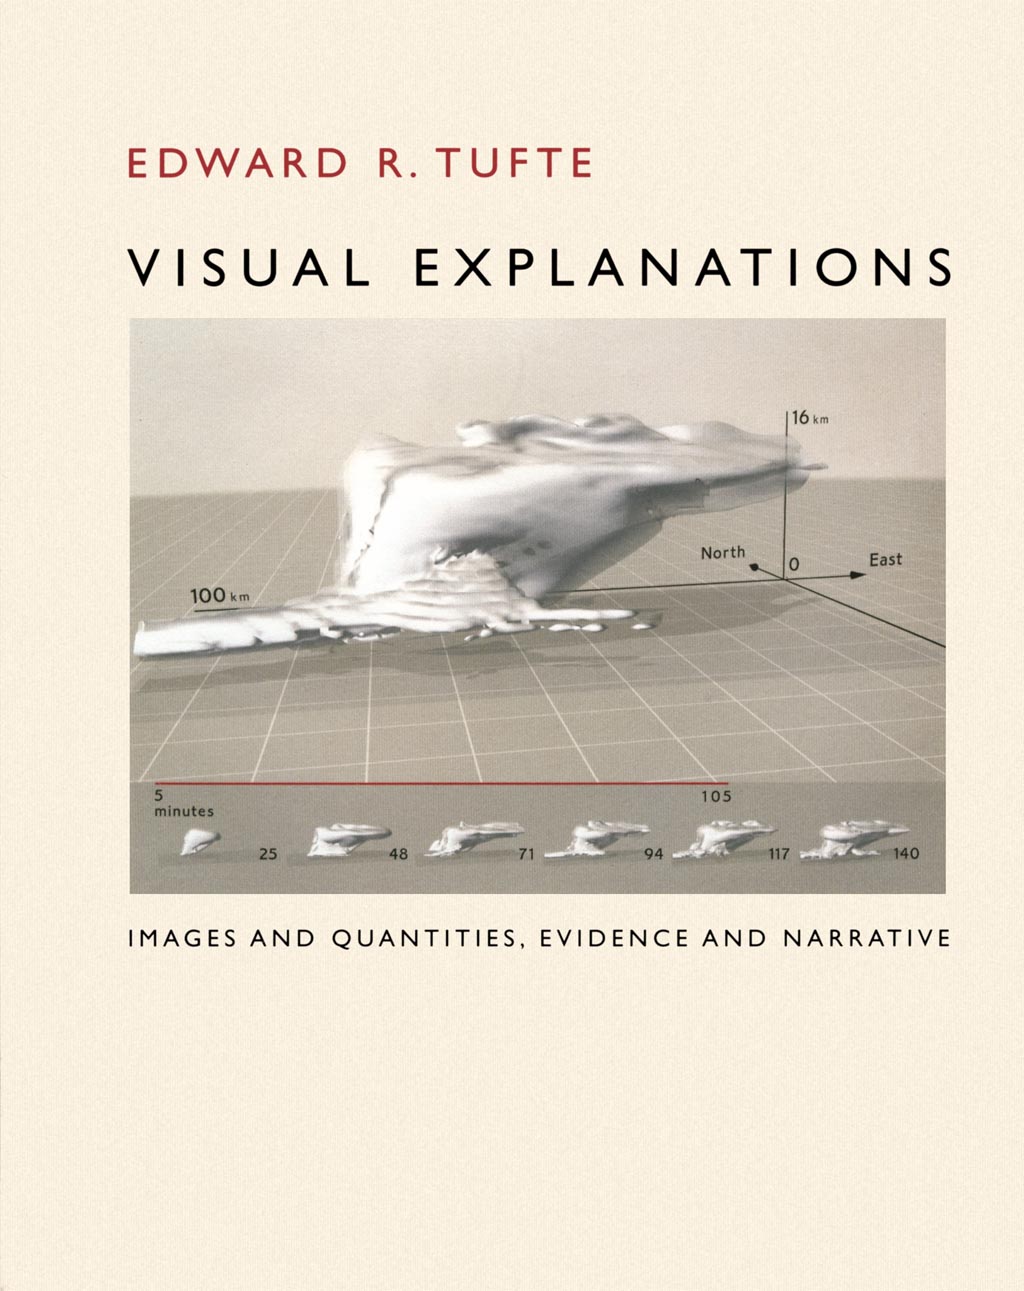 EDWARD R. TUFTE
VISUAL EXPLANATIONS
16 km
North
0
East
100 km
5
105
minutes
25
48
71
94
117
140
IMAGES AND QUANTITIES, EVIDENCE AND NARRATIVE